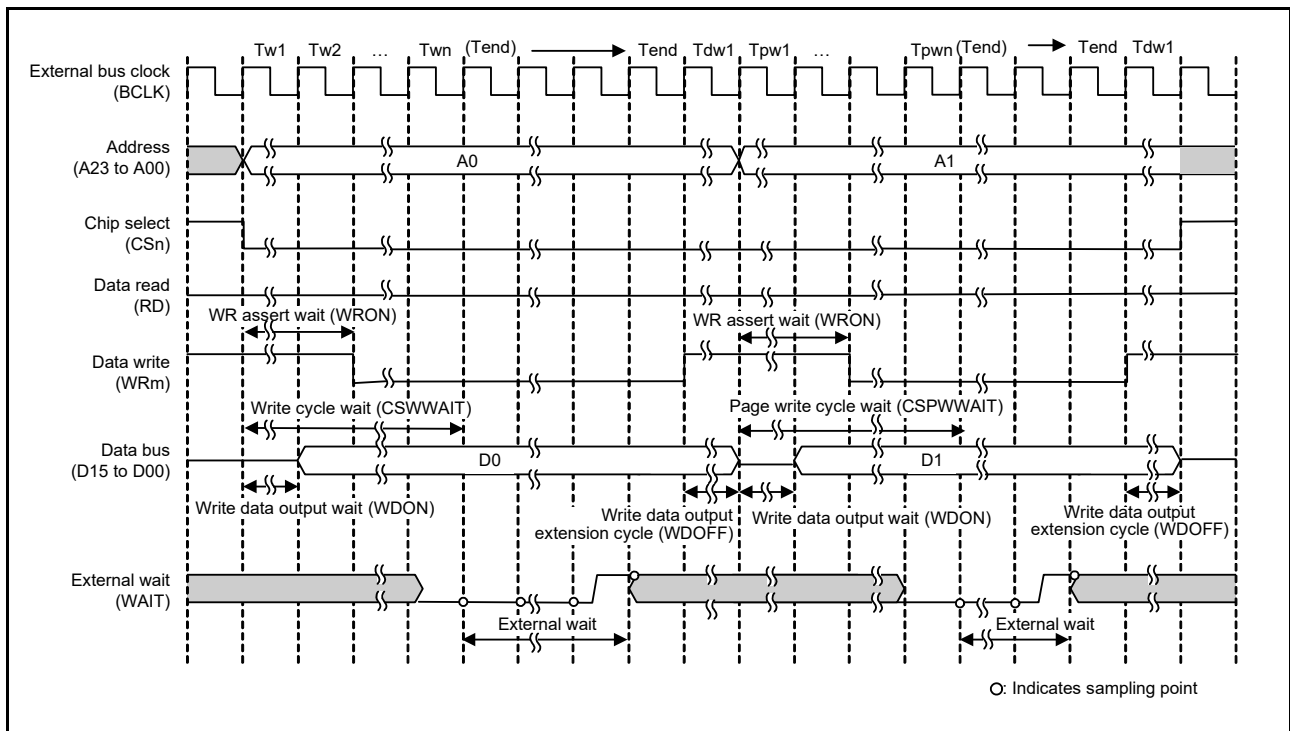 Tw1 Tw2 … Twn (Tend) Tend Tdw1 Tpw1 … Tpwn (Tend) Tend Tdw1
External bus clock
(BCLK)
Address
(A23 to A00)
A0 A1
Chip select
(CSn)
Data read
(RD)
WR assert wait (WRON) WR assert wait (WRON)
Data write
(WRm)
Write cycle wait (CSWWAIT) Page write cycle wait (CSPWWAIT)
Data bus
(D15 to D00)
D0 D1
Write data output wait (WDON) Write data output
extension cycle (WDOFF) Write data output wait (WDON) Write data output
extension cycle (WDOFF)
External wait
(WAIT)
External wait External wait
O: Indicates sampling point